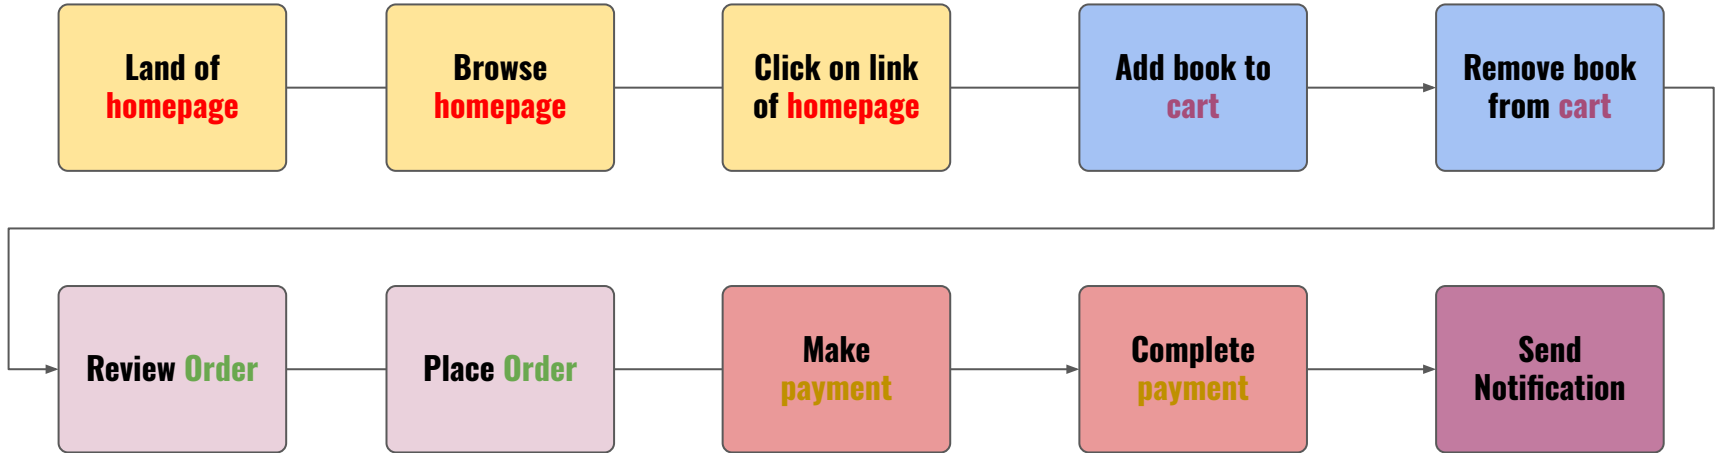 Land of
homepage
Browse
homepage
Click on link
of homepage
Add book to
cart
Remove book
from cart
Review Order
Place Order
Make
payment
Complete
payment
Send
Notification